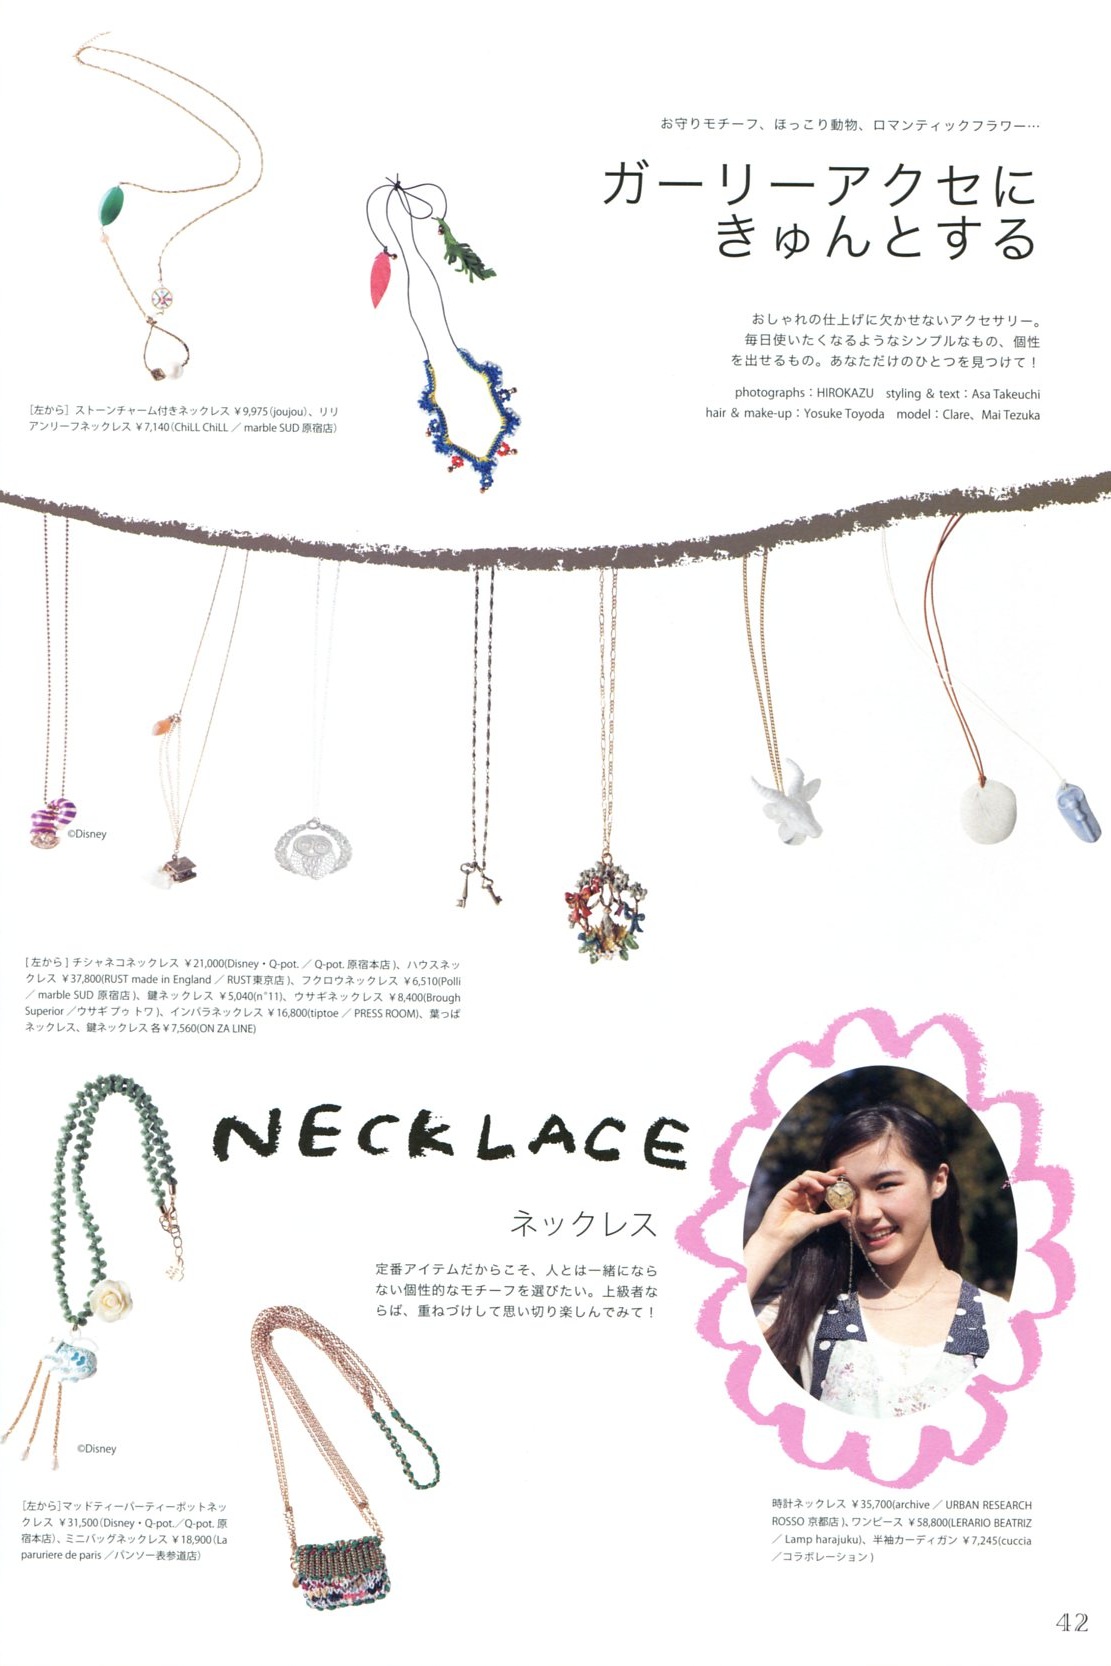 お守りモチーフ、ほっこり動物、ロマンティックフラワー…
ガーリーアクセに
きゅんとする
おしゃれの仕上げに欠かせないアクセサリー。
毎日使いたくなるようなシンプルなもの、個性
を出せるもの。あなただけのひとつを見つけて！
photographs：HIROKAZU　styling & text：Asa Takeuchi
hair & make-up：Yosuke Toyoda　model：Clare、Mai Tezuka
［左から］ストーンチャーム付きネックレス ￥9,975（joujou）、リリ
アンリーフネックレス ￥7,140（ChiLL ChiLL ／ marble SUD 原宿店）
©Disney
［左から］チシャネコネックレス ￥21,000(Disney・Q-pot. ／ Q-pot. 原宿本店)、ハウスネッ
クレス ￥37,800(RUST made in England ／ RUST東京店)、フクロウネックレス ￥6,510(Polli
／ marble SUD 原宿店)、鍵ネックレス ￥5,040(n°11)、ウサギネックレス ￥8,400(Brough
Superior ／ウサギ プゥ トワ)、インパラネックレス ￥16,800(tiptoe ／ PRESS ROOM)、葉っぱ
ネックレス、鍵ネックレス 各￥7,560(ON ZA LINE)
NECKLACE
ネックレス
定番アイテムだからこそ、人とは一緒になら
ない個性的なモチーフを選びたい。上級者な
らば、重ねづけして思い切り楽しんでみて！
©Disney
［左から］マッドティーパーティーポットネッ
クレス ￥31,500（Disney・Q-pot.／Q-pot. 原
宿本店）、ミニバッグネックレス ￥18,900（La
paruriere de paris ／パンソー表参道店）
時計ネックレス ￥35,700(archive ／ URBAN RESEARCH
ROSSO 京都店)、ワンピース ￥58,800(LERARIO BEATRIZ
／ Lamp harajuku)、半袖カーディガン ￥7,245(cuccia
／コラボレーション)
42